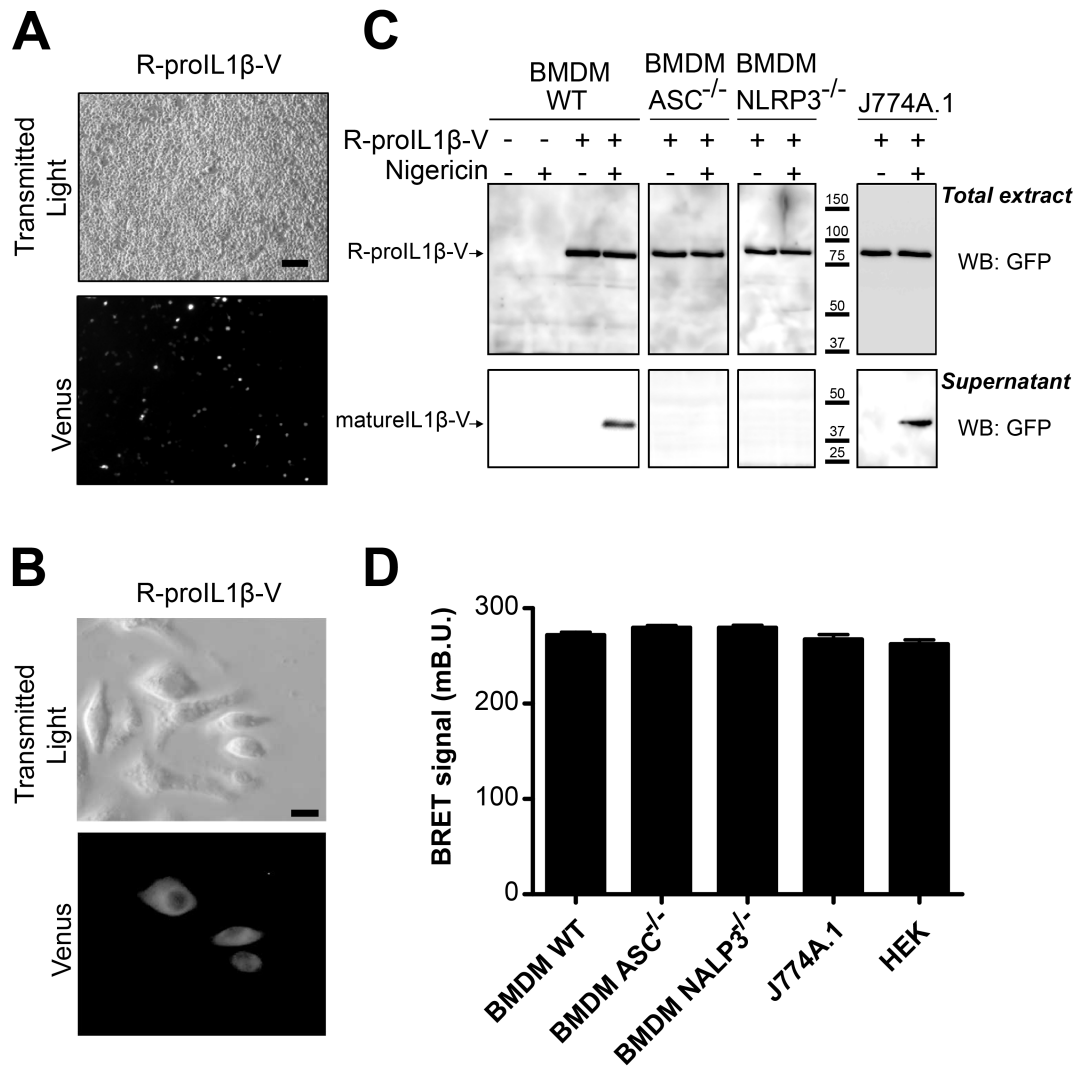 A
R-proIL1β-V
Transmitted
Light
Venus
B
R-proIL1β-V
Transmitted
Light
Venus
C
BMDM
WT
BMDM
ASC-/-
BMDM
NLRP3-/-
J774A.1
R-proIL1β-V - - + + + + + + + +
Nigericin - + - + - + - + - +
R-proIL1β-V
150
100
75
50
37
Total extract
WB: GFP
matureIL1β-V
50
37
25
Supernatant
WB: GFP
D
BRET signal (mB.U.)
300
200
100
0
BMDM WT
BMDM ASC-/-
BMDM NALP3-/-
J774A.1
HEK